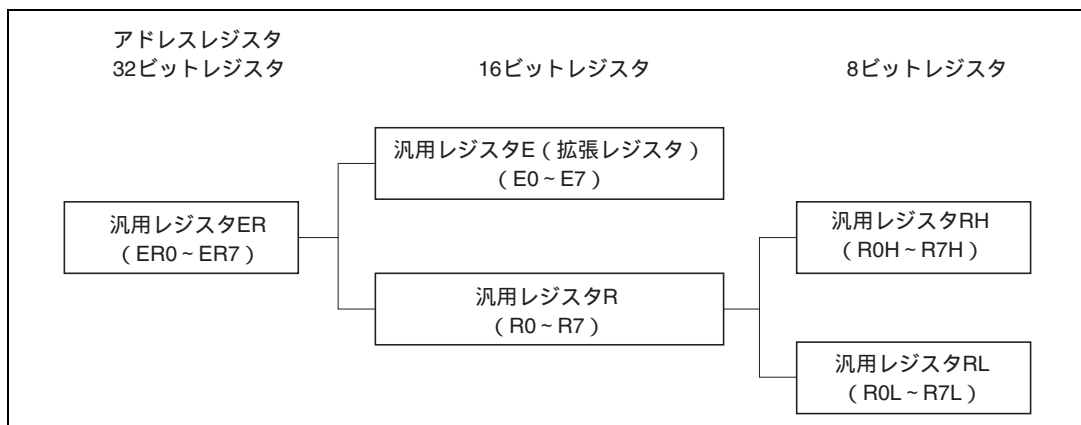 アドレスレジスタ
32ビットレジスタ
16ビットレジスタ
8ビットレジスタ
汎用レジスタE(拡張レジスタ)
(E0~E7)
汎用レジスタER
(ER0~ER7)
汎用レジスタRH
(R0H~R7H)
汎用レジスタR
(R0~R7)
汎用レジスタRL
(R0L~R7L)